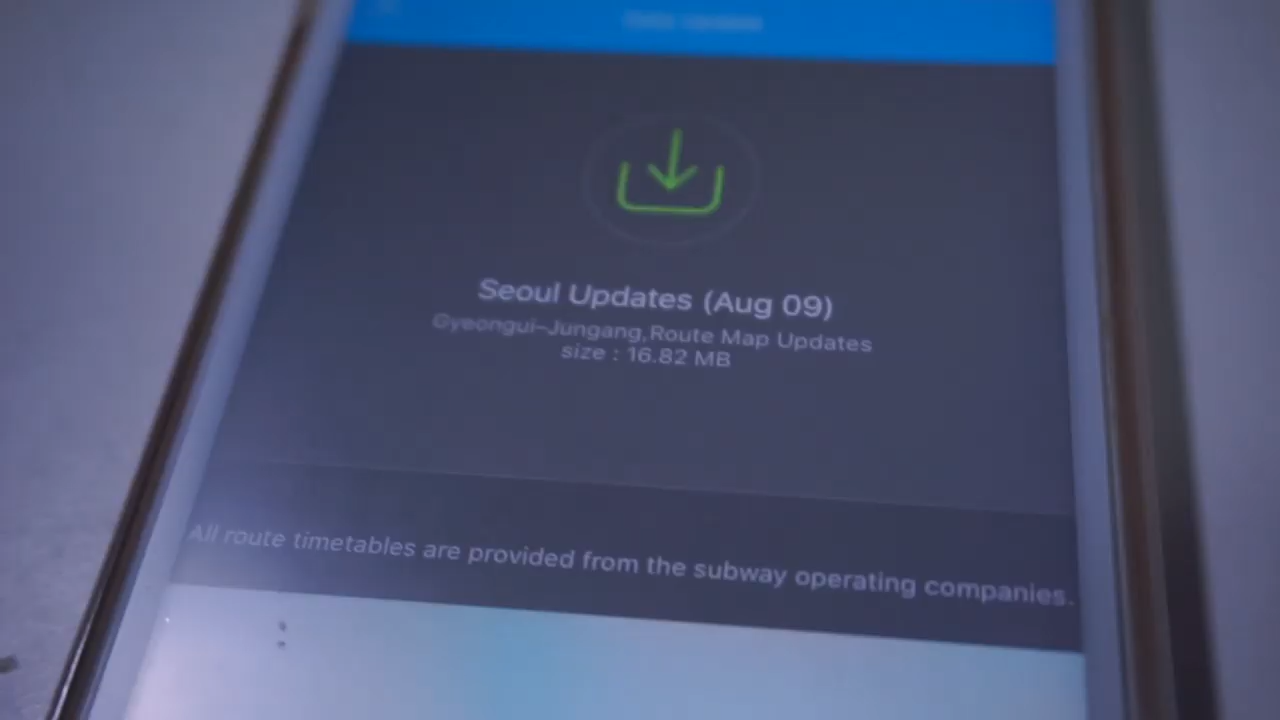 Seoul Updates (Aug 09)
Gyeongui-Jungang,Route Map Updates
size : 16.82 MB
All route timetables are provided from the subway operating companies.